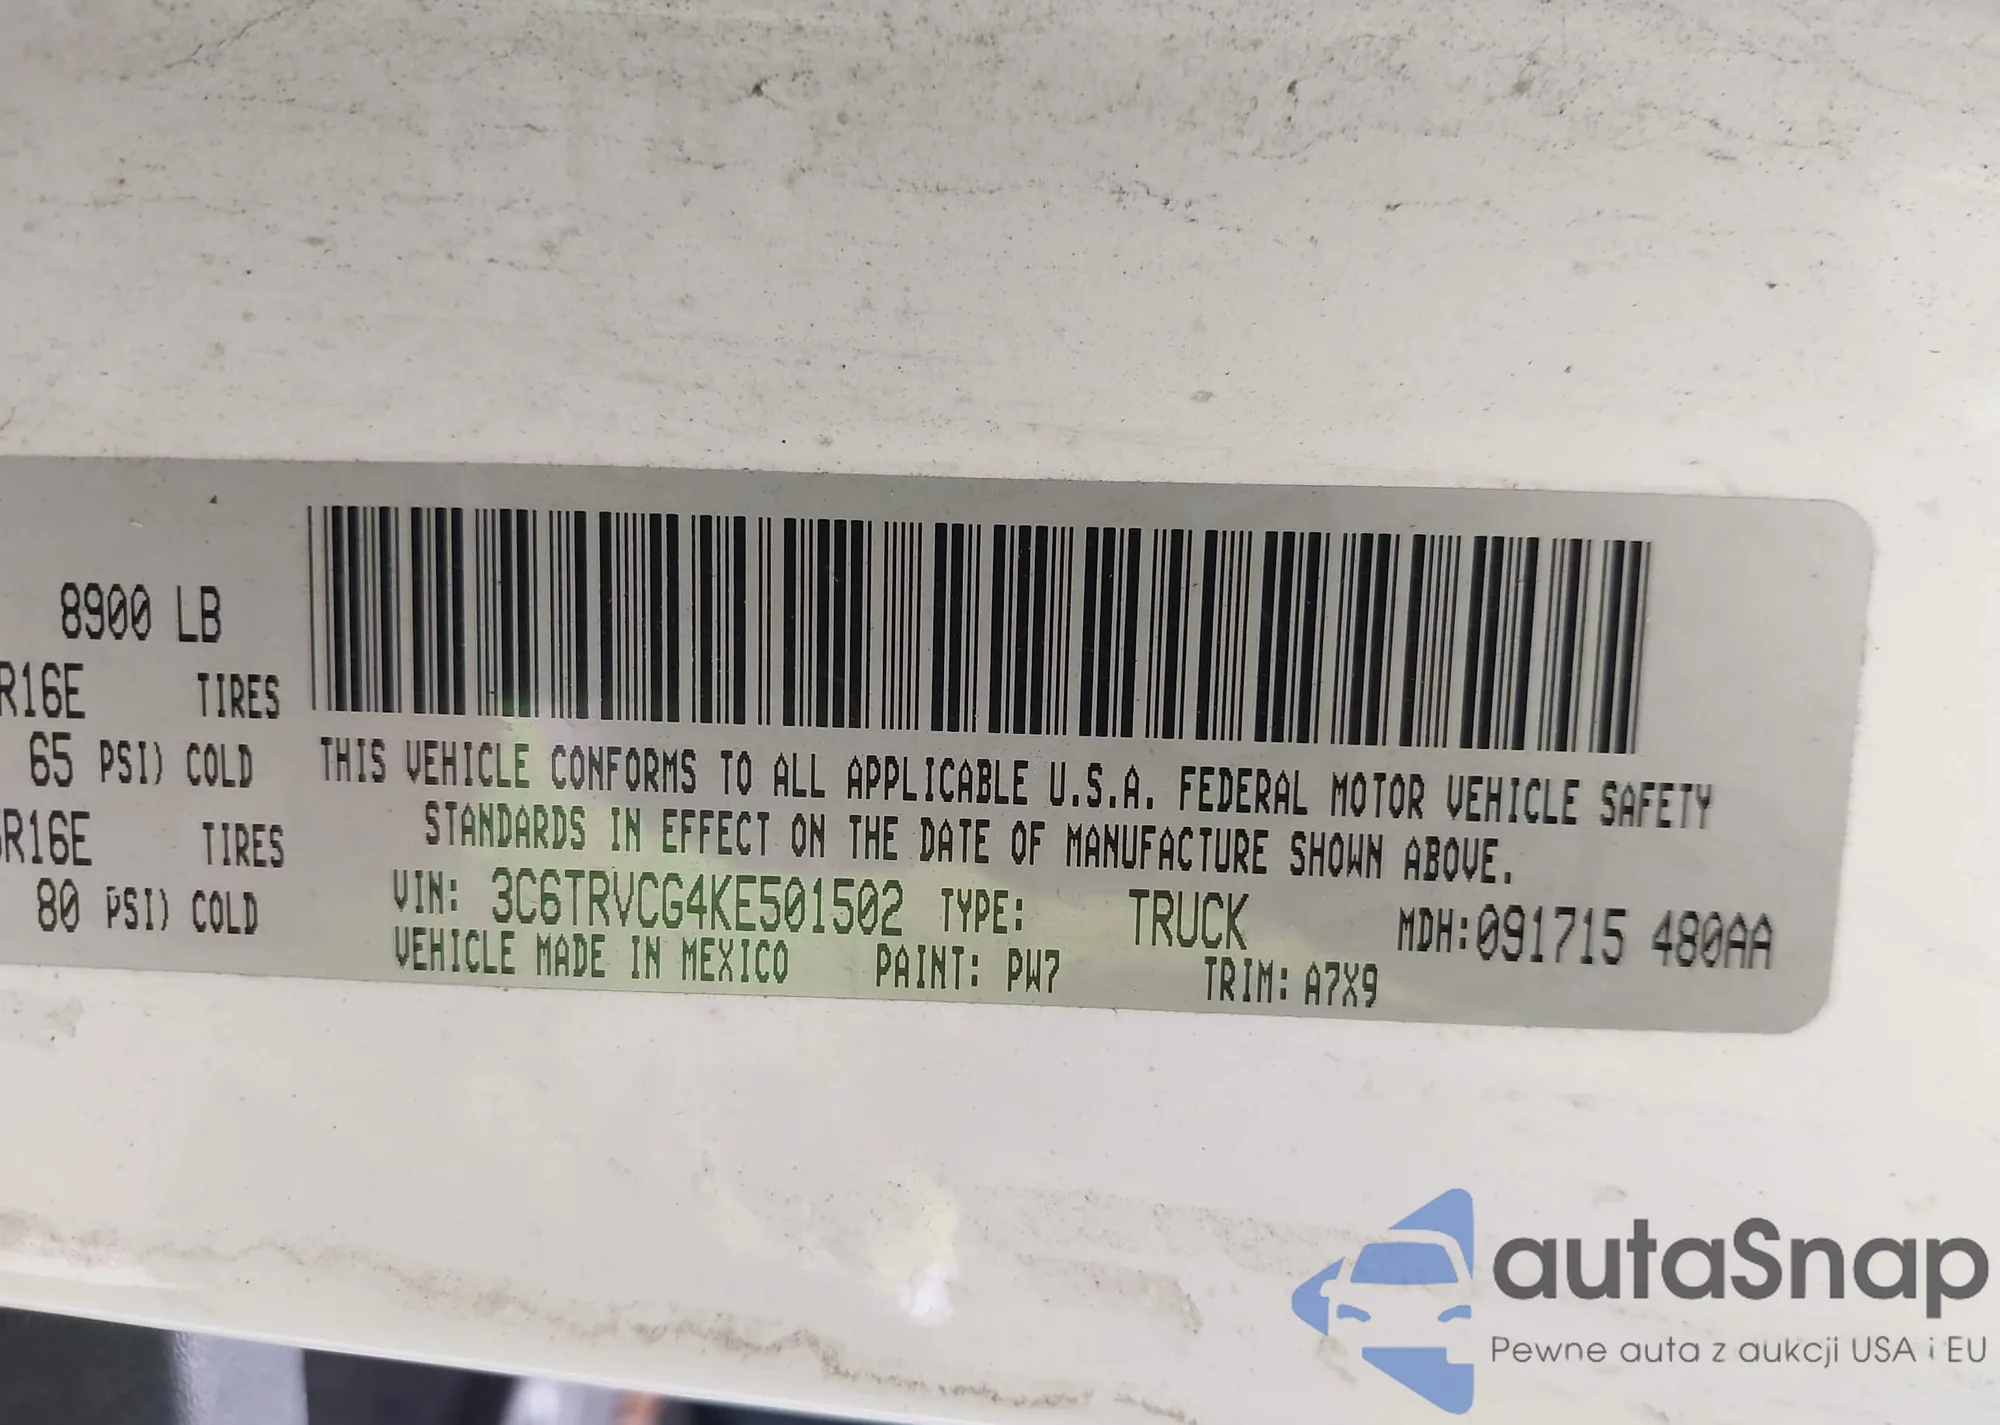 8900 LB
R16E TIRES
65 PSI) COLD
R16E TIRES
80 PSI) COLD
THIS VEHICLE CONFORMS TO ALL APPLICABLE U.S.A. FEDERAL MOTOR VEHICLE SAFETY
STANDARDS IN EFFECT ON THE DATE OF MANUFACTURE SHOWN ABOVE.
VIN: 3C6TRVCG4KE501502 TYPE: TRUCK MDH:091715 480AA
VEHICLE MADE IN MEXICO PAINT: PW7 TRIM: A7X9
autaSnap
Pewne auta z aukcji USA i EU